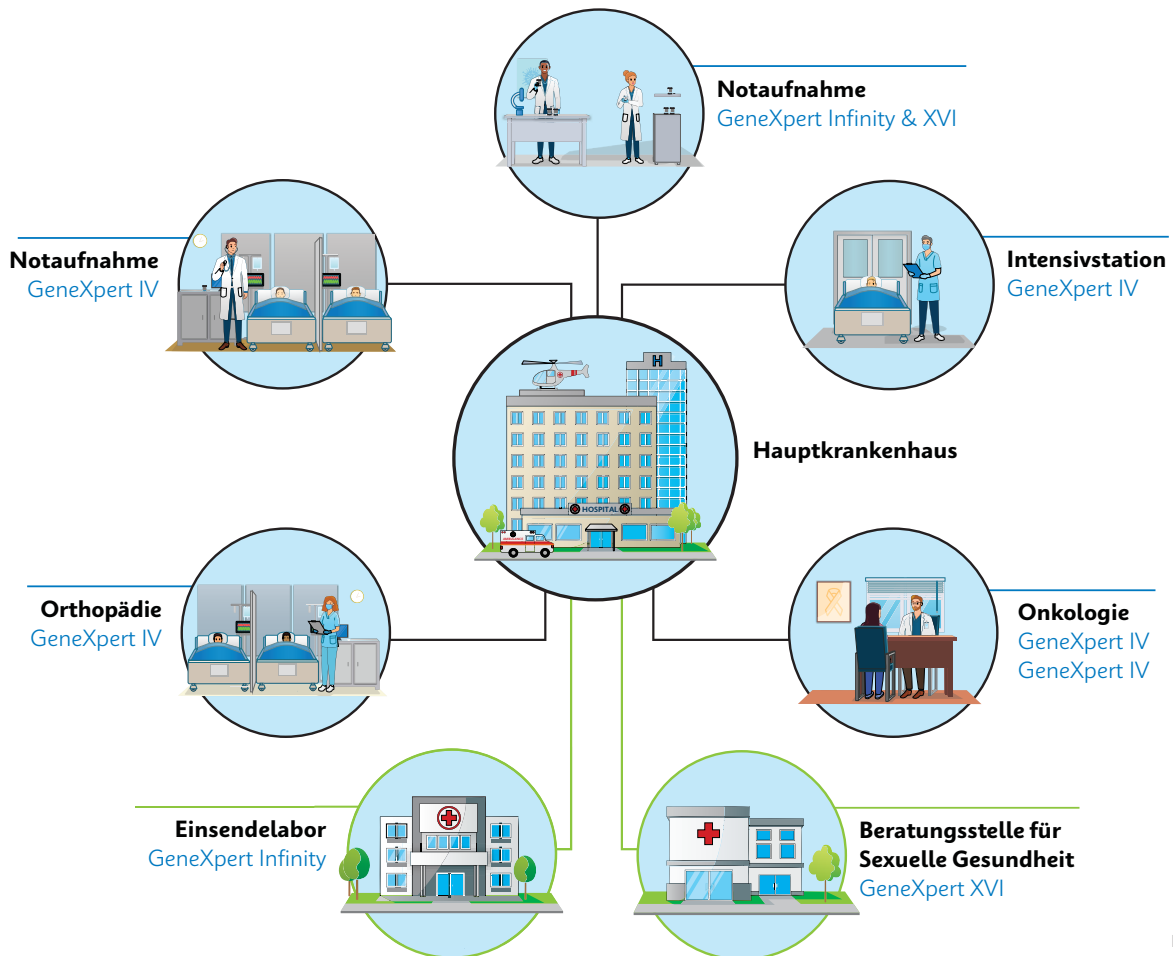 Notaufnahme
GeneXpert Infinity & XVI
Notaufnahme
GeneXpert IV
Intensivstation
GeneXpert IV
H
HOSPITAL
Hauptkrankenhaus
Orthopädie
GeneXpert IV
Onkologie
GeneXpert IV
GeneXpert IV
Einsendelabor
GeneXpert Infinity
Beratungsstelle für
Sexuelle Gesundheit
GeneXpert XVI